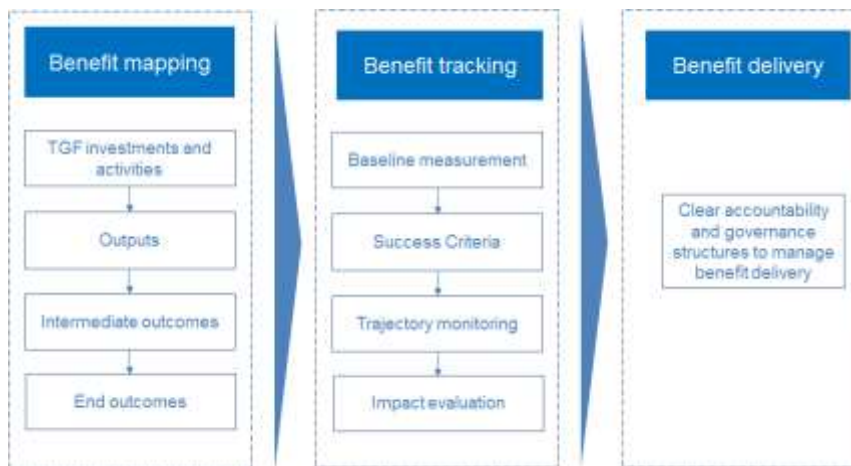 Benefit mapping
TGF investments and
activities
Outputs
Intermediate outcomes
End outcomes
Benefit tracking
Baseline measurement
Success Criteria
Trajectory monitoring
Impact evaluation
Benefit delivery
Clear accountability
and governance
structures to manage
benefit delivery